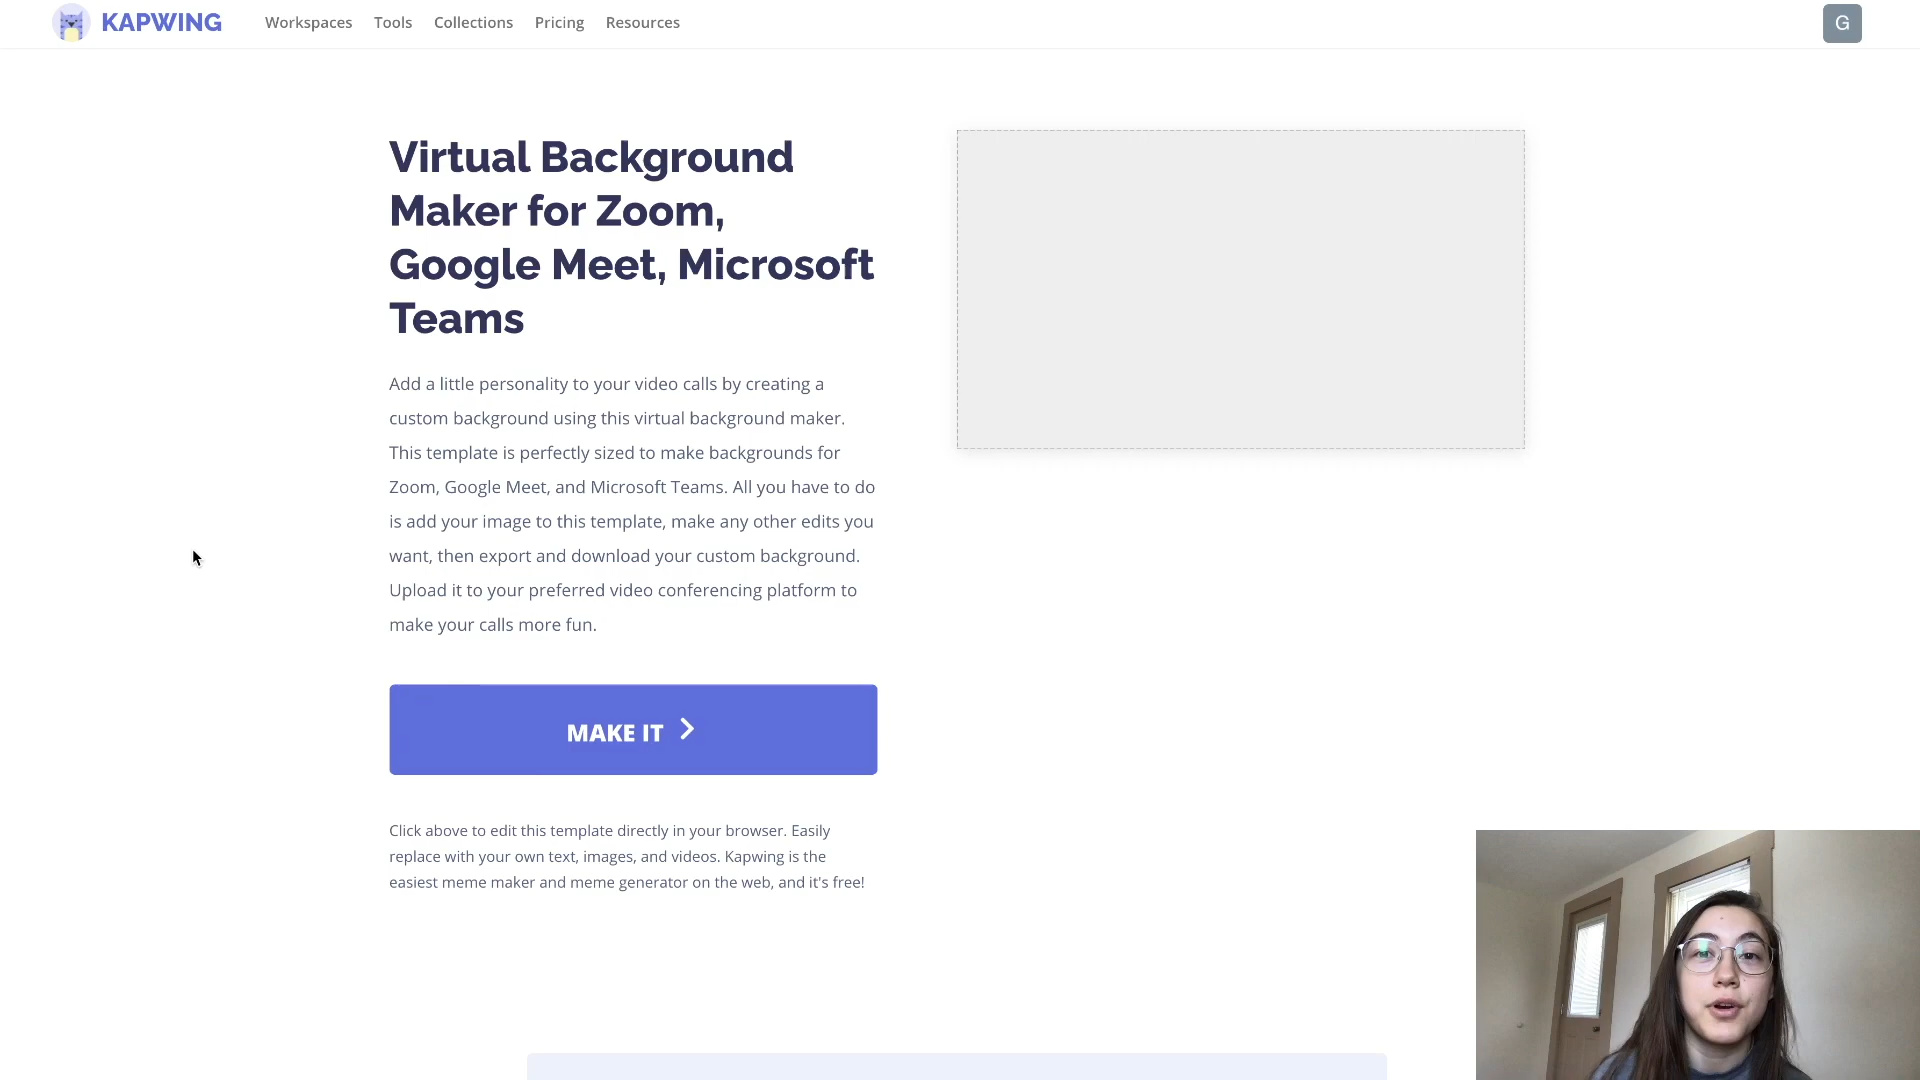 KAPWING
Workspaces Tools Collections Pricing Resources
G
Virtual Background
Maker for Zoom,
Google Meet, Microsoft
Teams
Add a little personality to your video calls by creating a
custom background using this virtual background maker.
This template is perfectly sized to make backgrounds for
Zoom, Google Meet, and Microsoft Teams. All you have to do
is add your image to this template, make any other edits you
want, then export and download your custom background.
Upload it to your preferred video conferencing platform to
make your calls more fun.
MAKE IT
Click above to edit this template directly in your browser. Easily
replace with your own text, images, and videos. Kapwing is the
easiest meme maker and meme generator on the web, and it's free!